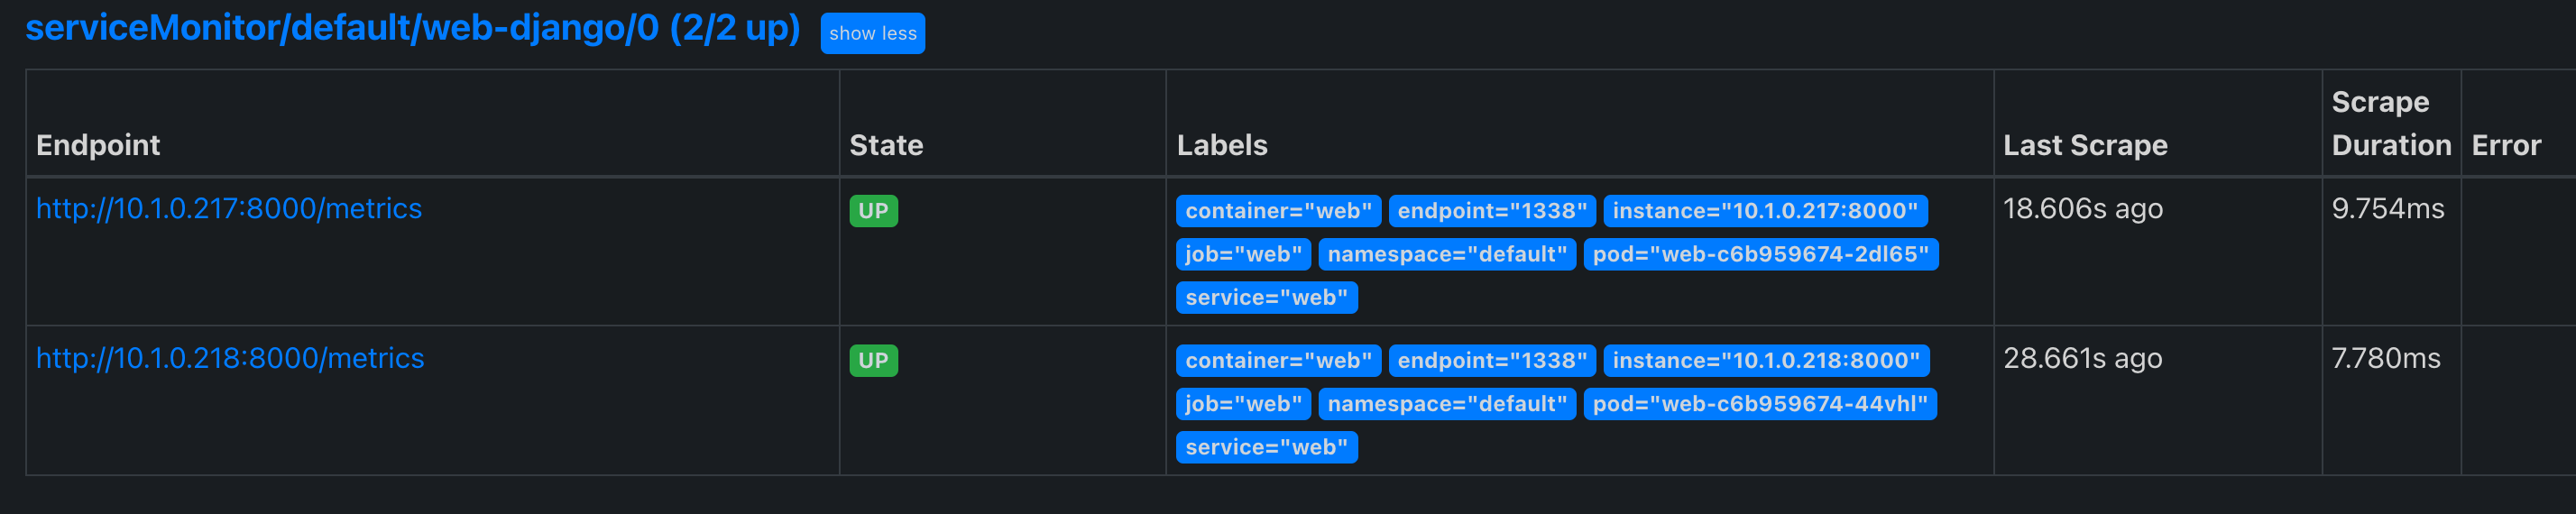 serviceMonitor/default/web-django/0 (2/2 up) show less
Endpoint State Labels Last Scrape Scrape Duration Error
http://10.1.0.217:8000/metrics UP container="web" endpoint="1338" instance="10.1.0.217:8000" 18.606s ago 9.754ms
job="web" namespace="default" pod="web-c6b959674-2dl65"
service="web"
http://10.1.0.218:8000/metrics UP container="web" endpoint="1338" instance="10.1.0.218:8000" 28.661s ago 7.780ms
job="web" namespace="default" pod="web-c6b959674-44vhl"
service="web"